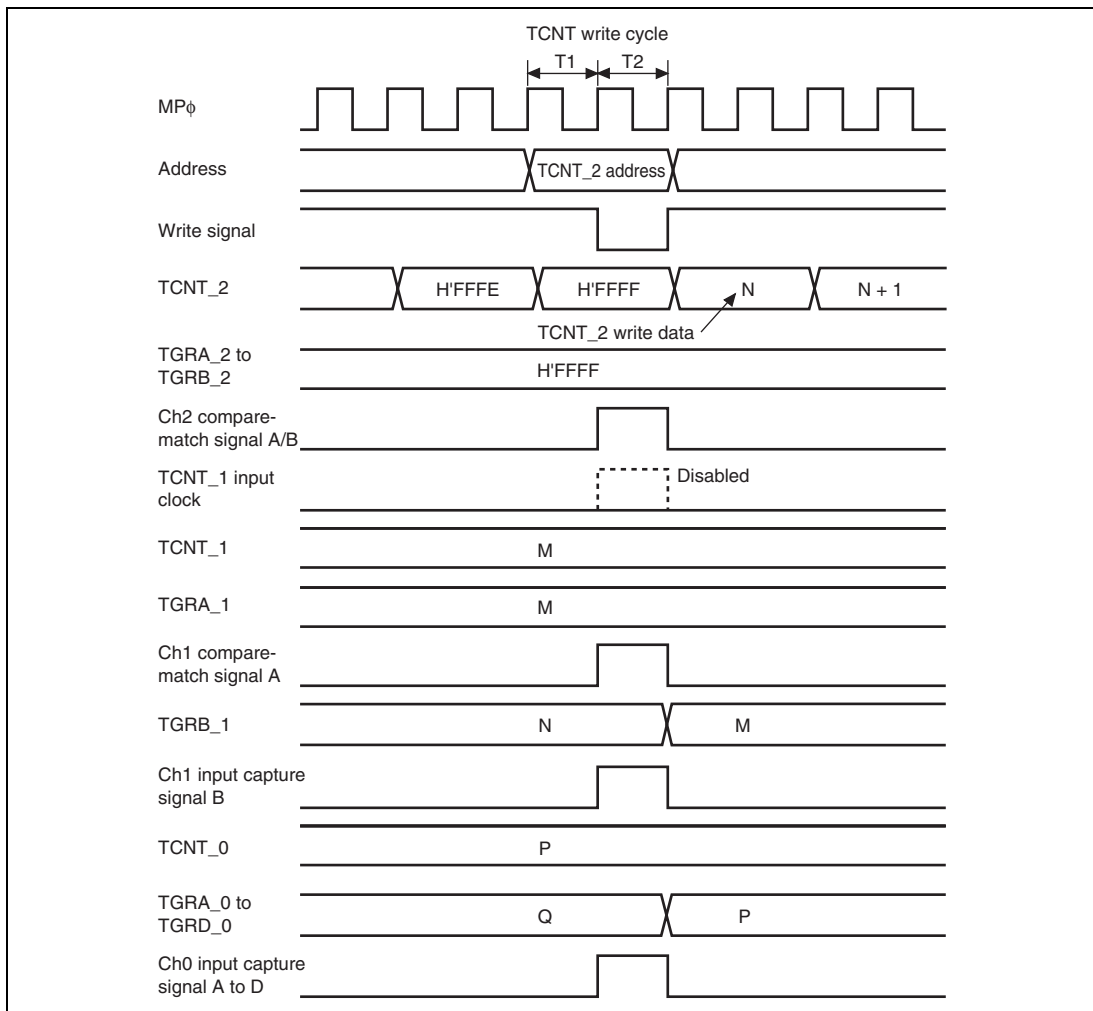 TCNT write cycle
T1 T2
MPϕ
Address TCNT_2 address
Write signal
TCNT_2 H'FFFE H'FFFF N N + 1
TCNT_2 write data
TGRA_2 to
TGRB_2 H'FFFF
Ch2 compare-
match signal A/B
TCNT_1 input
clock
Disabled
TCNT_1 M
TGRA_1 M
Ch1 compare-
match signal A
TGRB_1 N M
Ch1 input capture
signal B
TCNT_0 P
TGRA_0 to
TGRD_0 Q P
Ch0 input capture
signal A to D